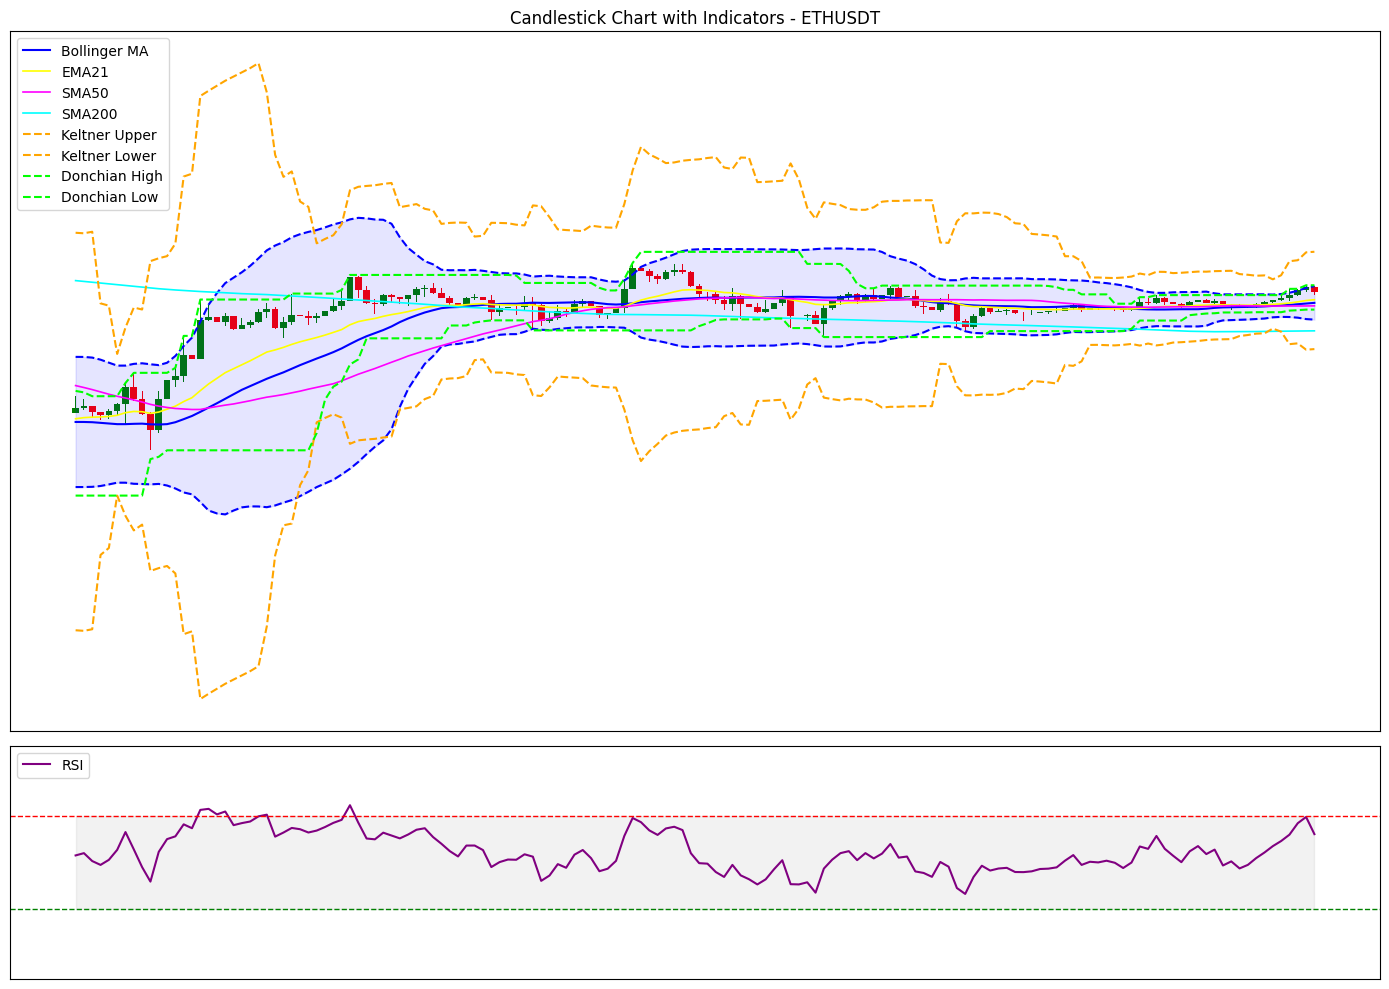 Candlestick Chart with Indicators - ETHUSDT
Bollinger MA
EMA21
SMA50
SMA200
Keltner Upper
Keltner Lower
Donchian High
Donchian Low
RSI